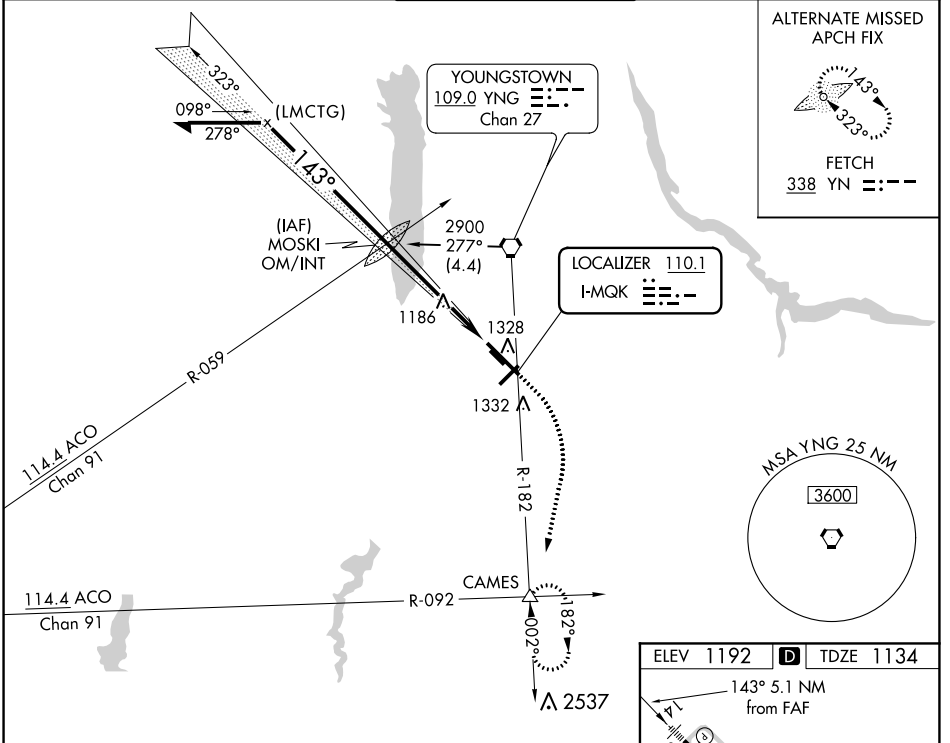 ALTERNATE MISSED
APCH FIX
143°
323°
FETCH
338 YN
323°
098°
278°
(LMCTG)
143°
YOUNGSTOWN
109.0 YNG
Chan 27
(IAF)
MOSKI
OM/INT
2900
277°
(4.4)
LOCALIZER 110.1
I-MQK
1186
1328
1332
R-059
114.4 ACO
Chan 91
R-182
MSA YNG 25 NM
3600
CAMES
114.4 ACO
Chan 91
R-092
182°
002°
2537
ELEV 1192 D TDZE 1134
143° 5.1 NM
from FAF
14
P